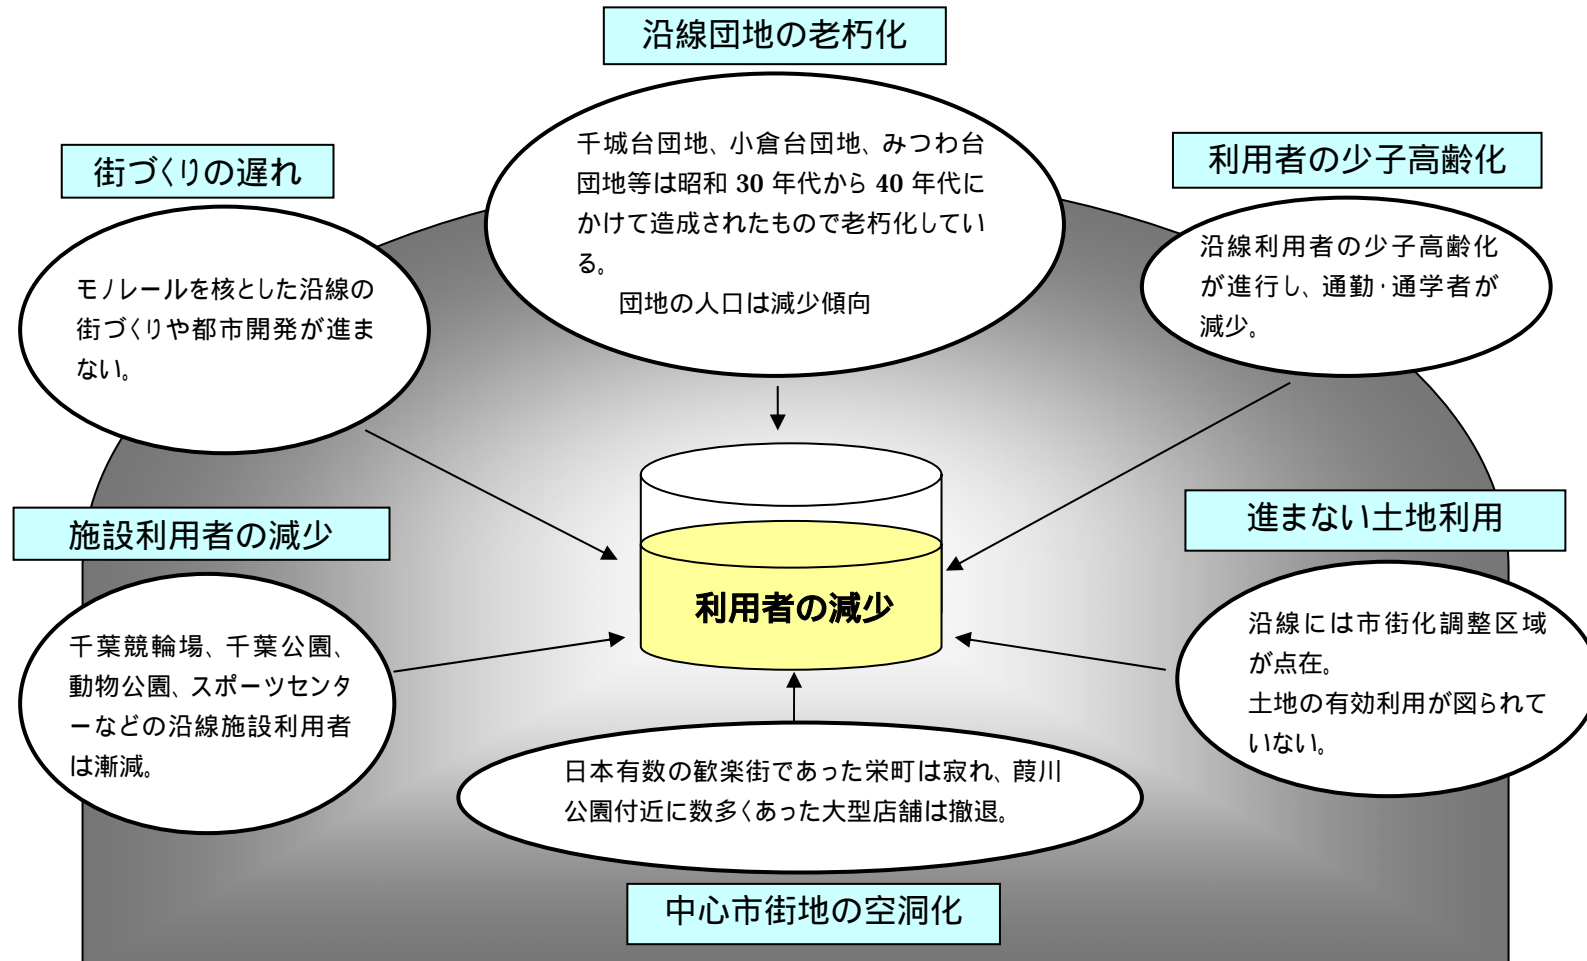 沿線団地の老朽化
千城台団地、小倉台団地、みつわ台
団地等は昭和 30 年代から 40 年代に
かけて造成されたもので老朽化してい
る。
団地の人口は減少傾向
街づくりの遅れ
モノレールを核とした沿線の
街づくりや都市開発が進ま
ない。
利用者の少子高齢化
沿線利用者の少子高齢化
が進行し、通勤・通学者が
減少。
施設利用者の減少
千葉競輪場、千葉公園、
動物公園、スポーツセンタ
ーなどの沿線施設利用者
は漸減。
利用者の減少
進まない土地利用
沿線には市街化調整区域
が点在。
土地の有効利用が図られて
いない。
日本有数の歓楽街であった栄町は寂れ、葭川
公園付近に数多くあった大型店舗は撤退。
中心市街地の空洞化